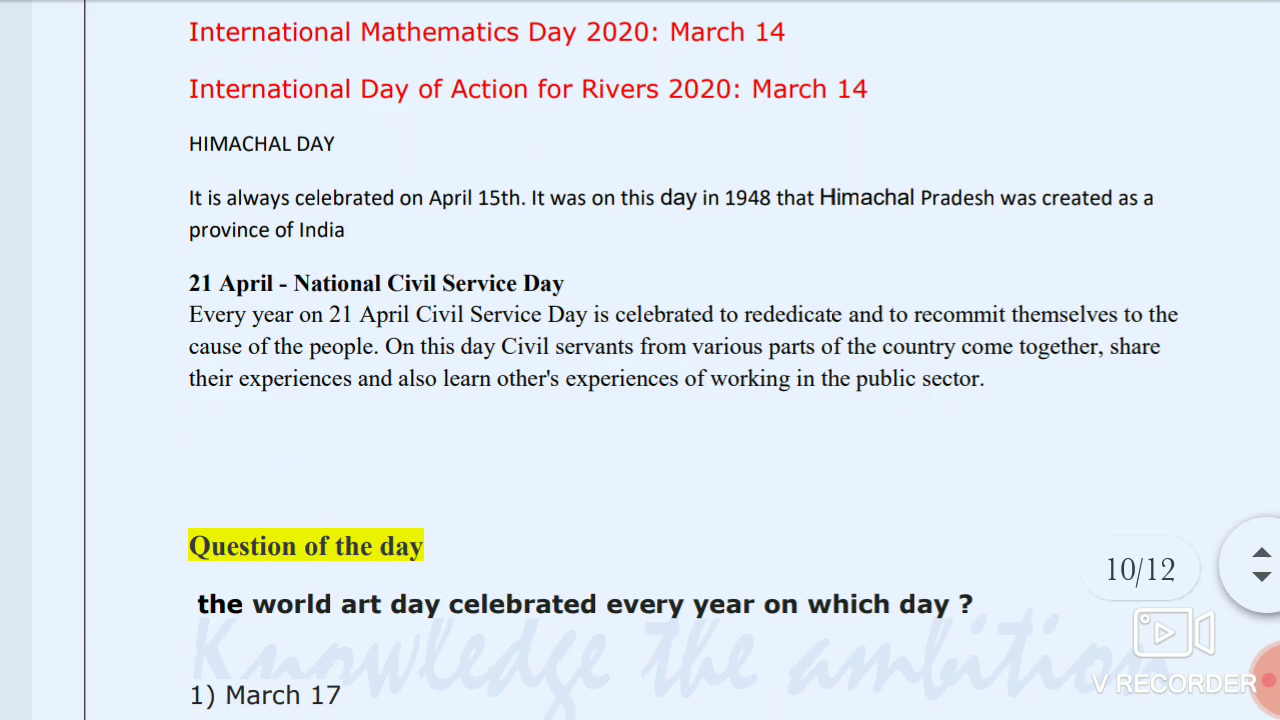 International Mathematics Day 2020: March 14
International Day of Action for Rivers 2020: March 14
HIMACHAL DAY
It is always celebrated on April 15th. It was on this day in 1948 that Himachal Pradesh was created as a
province of India
21 April - National Civil Service Day
Every year on 21 April Civil Service Day is celebrated to rededicate and to recommit themselves to the
cause of the people. On this day Civil servants from various parts of the country come together, share
their experiences and also learn other's experiences of working in the public sector.
Question of the day
10/12
the world art day celebrated every year on which day ?
Knowledge the ambition
V RECORDER
1) March 17